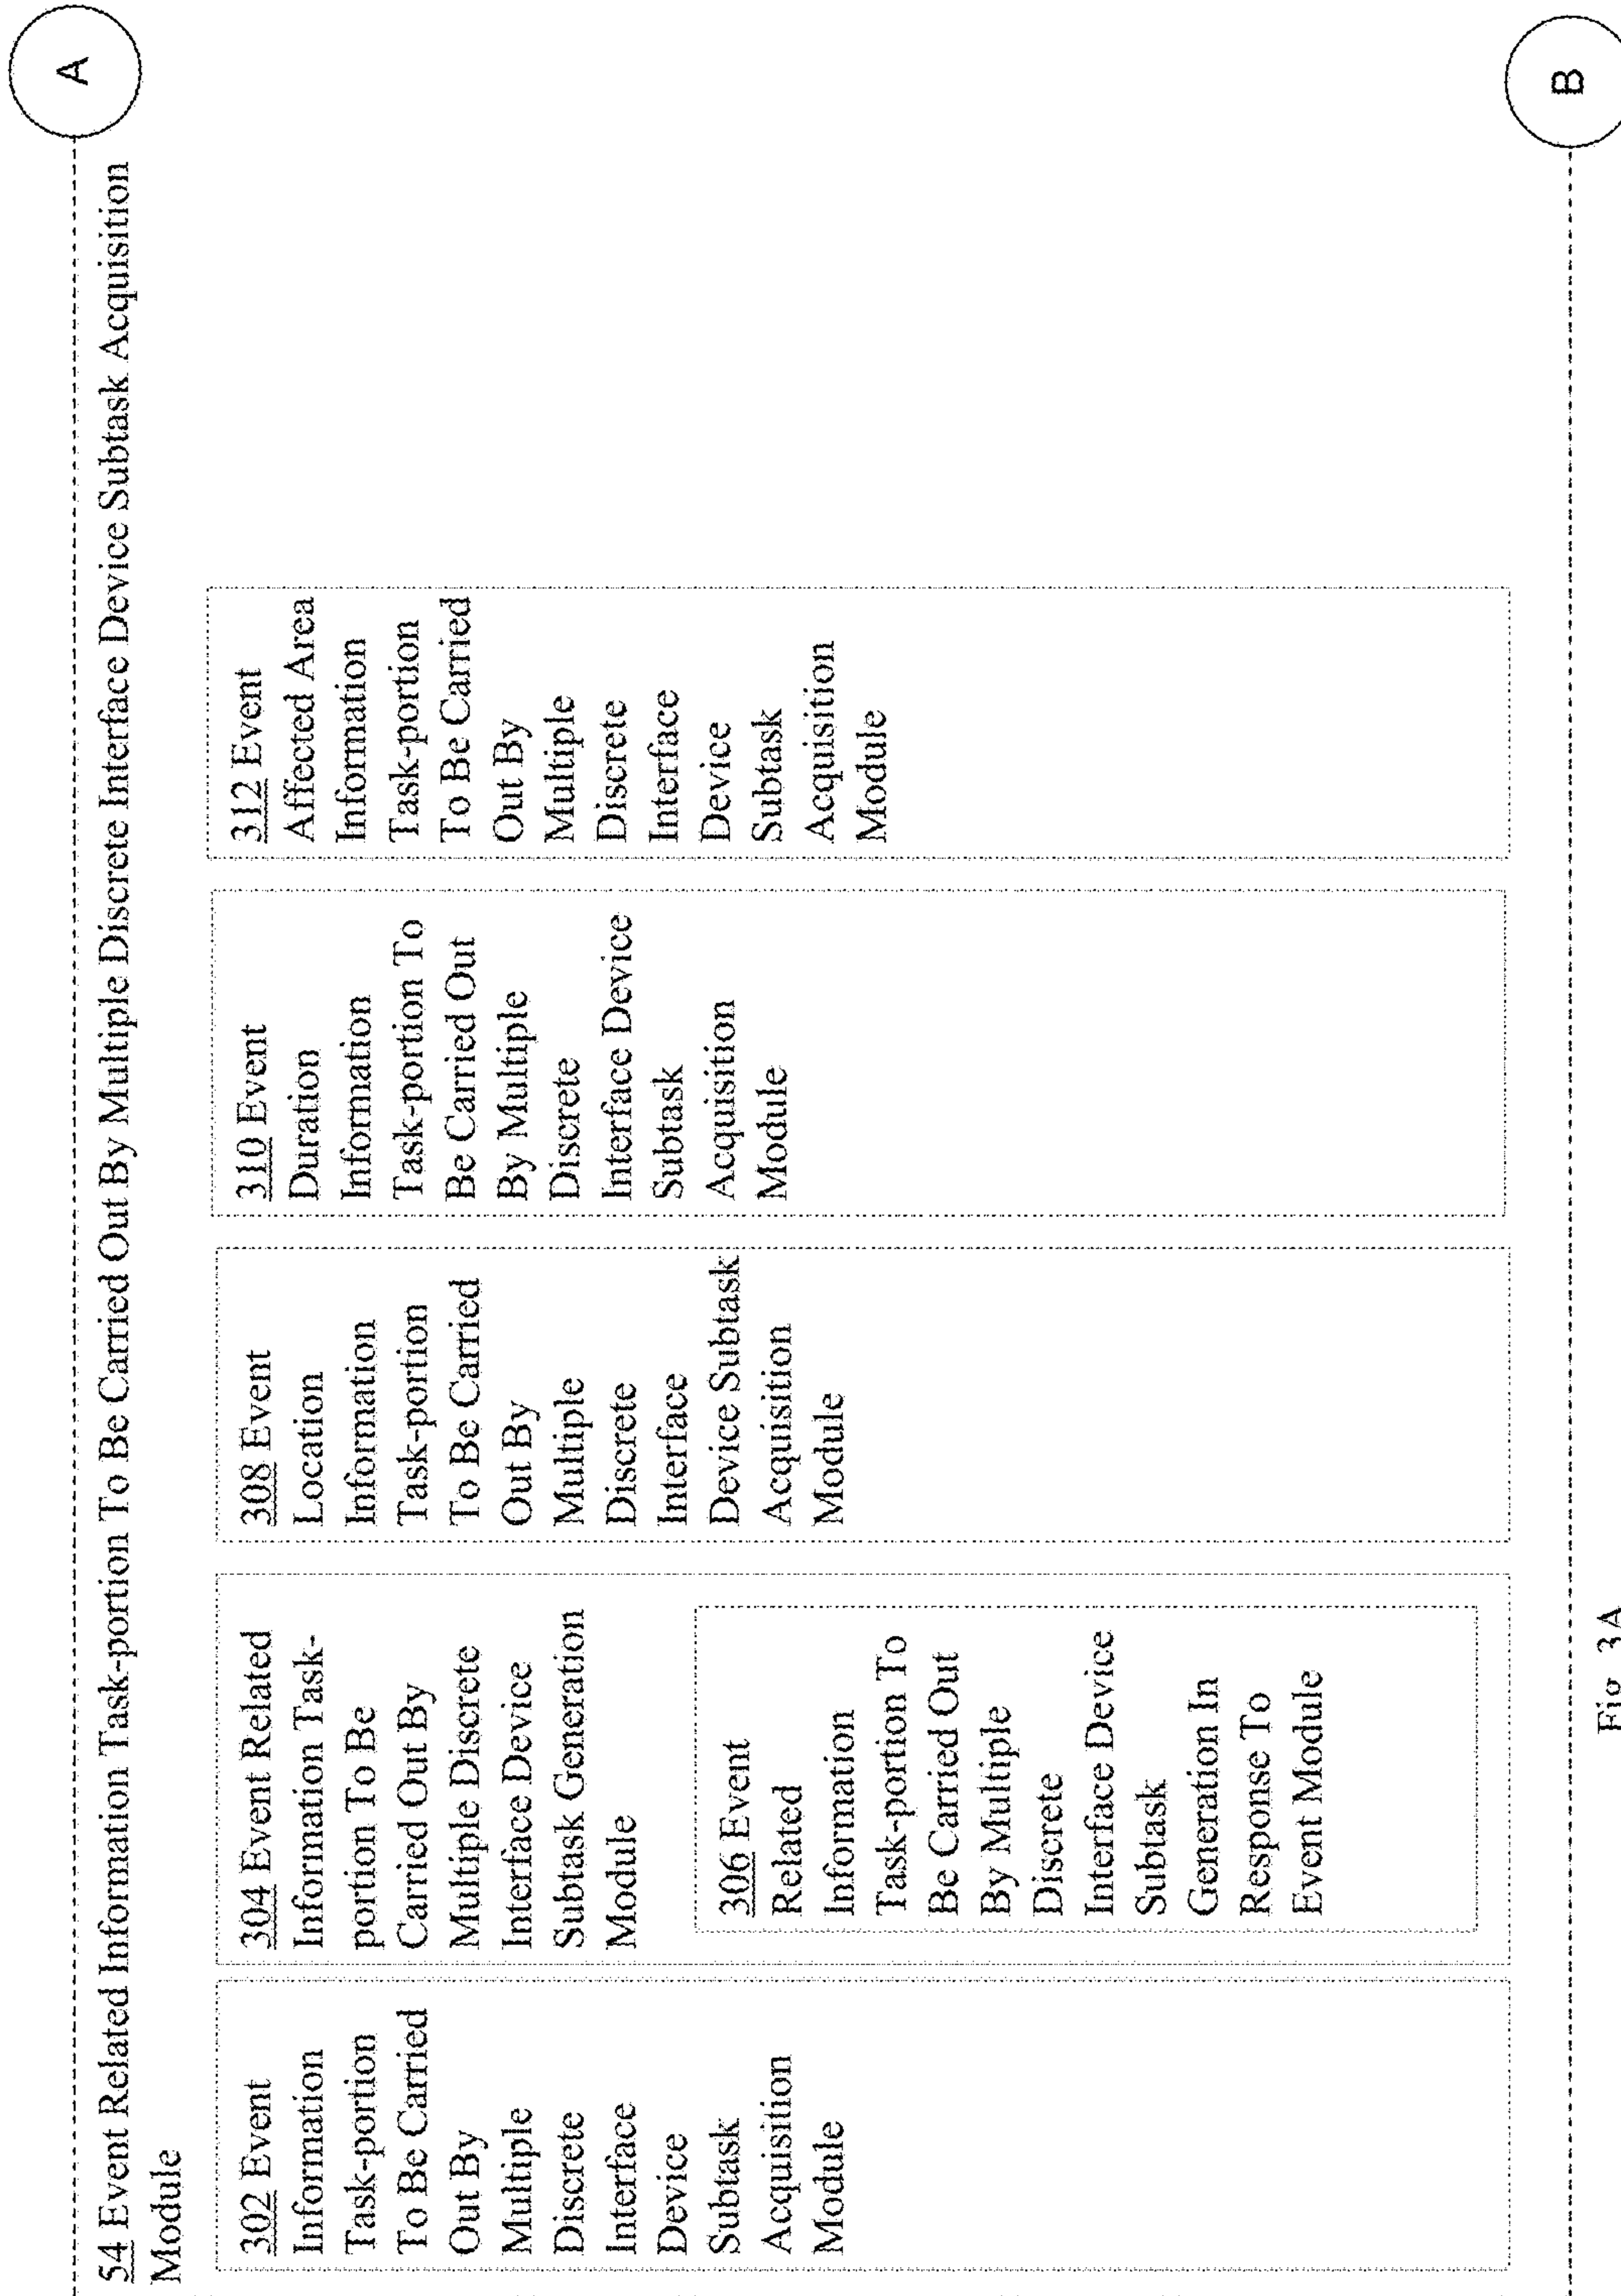 54 Event Related Information Task-portion To Be Carried Out By Multiple Discrete Interface Device Subtask Acquisition
Module
302 Event
Information
Task-portion
To Be Carried
Out By
Multiple
Discrete
Interface
Device
Subtask
Acquisition
Module
304 Event Related
Information Task-
portion To Be
Carried Out By
Multiple Discrete
Interface Device
Subtask Generation
Module
306 Event
Related
Information
Task-portion To
Be Carried Out
By Multiple
Discrete
Interface Device
Subtask
Generation In
Response To
Event Module
308 Event
Location
Information
Task-portion
To Be Carried
Out By
Multiple
Discrete
Interface
Device Subtask
Acquisition
Module
310 Event
Duration
Information
Task-portion To
Be Carried Out
By Multiple
Discrete
Interface Device
Subtask
Acquisition
Module
312 Event
Affected Area
Information
Task-portion
To Be Carried
Out By
Multiple
Discrete
Interface
Device
Subtask
Acquisition
Module
A
B
Fig. 3A